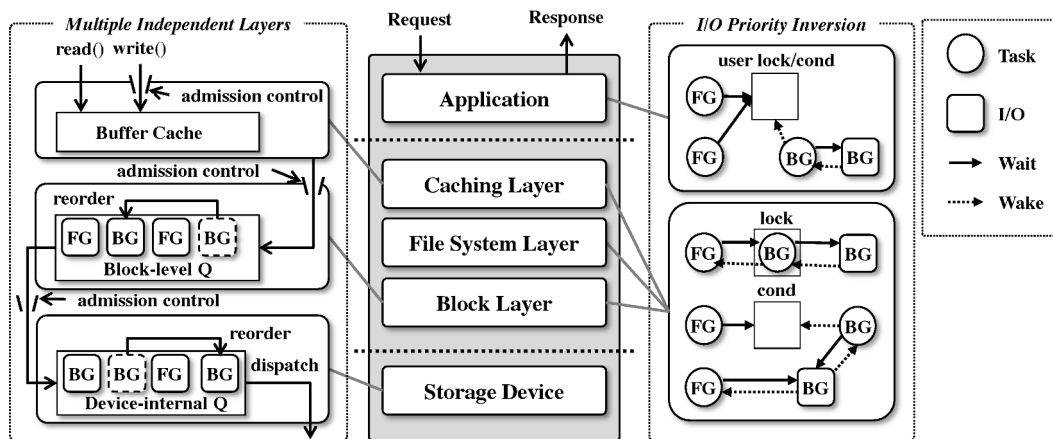 Multiple Independent Layers
read() write()
admission control
Buffer Cache
admission control
reorder
FG BG FG BG
Block-level Q
admission control
reorder
BG BG FG BG
dispatch
Device-internal Q
Request Response
Application
Caching Layer
File System Layer
Block Layer
Storage Device
I/O Priority Inversion
user lock/cond
FG
FG BG BG
lock
FG BG BG
cond
FG BG
FG BG
Task
I/O
Wait
Wake